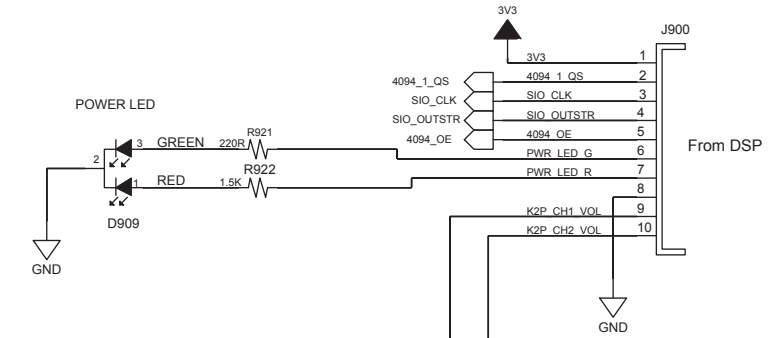 3V3
J900
3V3 1
4094_1_QS 4094_1_QS 2
SIO_CLK SIO_CLK 3
POWER LED
SIO_OUTSTR SIO_OUTSTR 4
4094_OE 4094_OE 5
From DSP
3 GREEN 220R R921
PWR_LED_G 6
2
R922
PWR_LED_R 7
1 RED 1.5K
8
D909
K2P_CH1_VOL 9
K2P_CH2_VOL 10
GND
GND